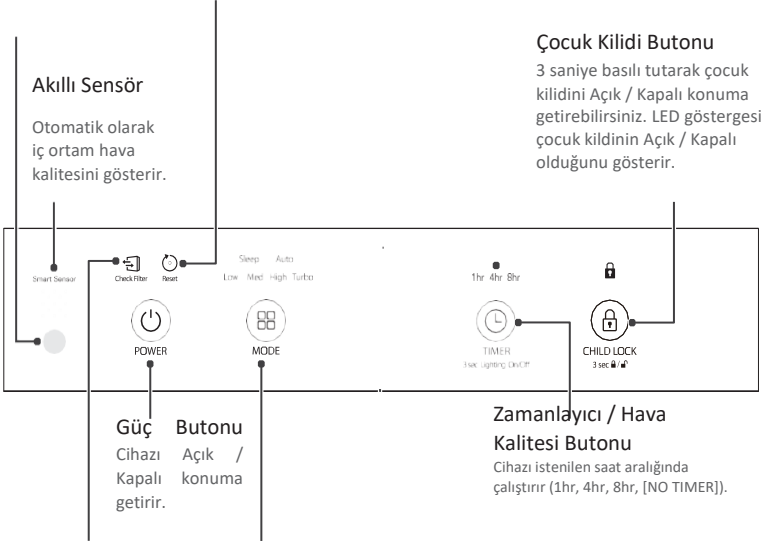 Çocuk Kilidi Butonu
3 saniye basılı tutarak çocuk
kilidini Açık / Kapalı konuma
getirebilirsiniz. LED göstergesi
çocuk kildinin Açık / Kapalı
olduğunu gösterir.
Akıllı Sensör
Otomatik olarak
iç ortam hava
kalitesini gösterir.
Smart Sensor
Check Filter
Reset
Sleep Auto
Low Med High Turbo
1hr 4hr 8hr
POWER
MODE
TIMER
3 sec Lighting On/Off
CHILD LOCK
3 sec /
Güç Butonu
Cihazı Açık /
Kapalı konuma
getirir.
Zamanlayıcı / Hava
Kalitesi Butonu
Cihazı istenilen saat aralığında
çalıştırır (1hr, 4hr, 8hr, [NO TIMER]).